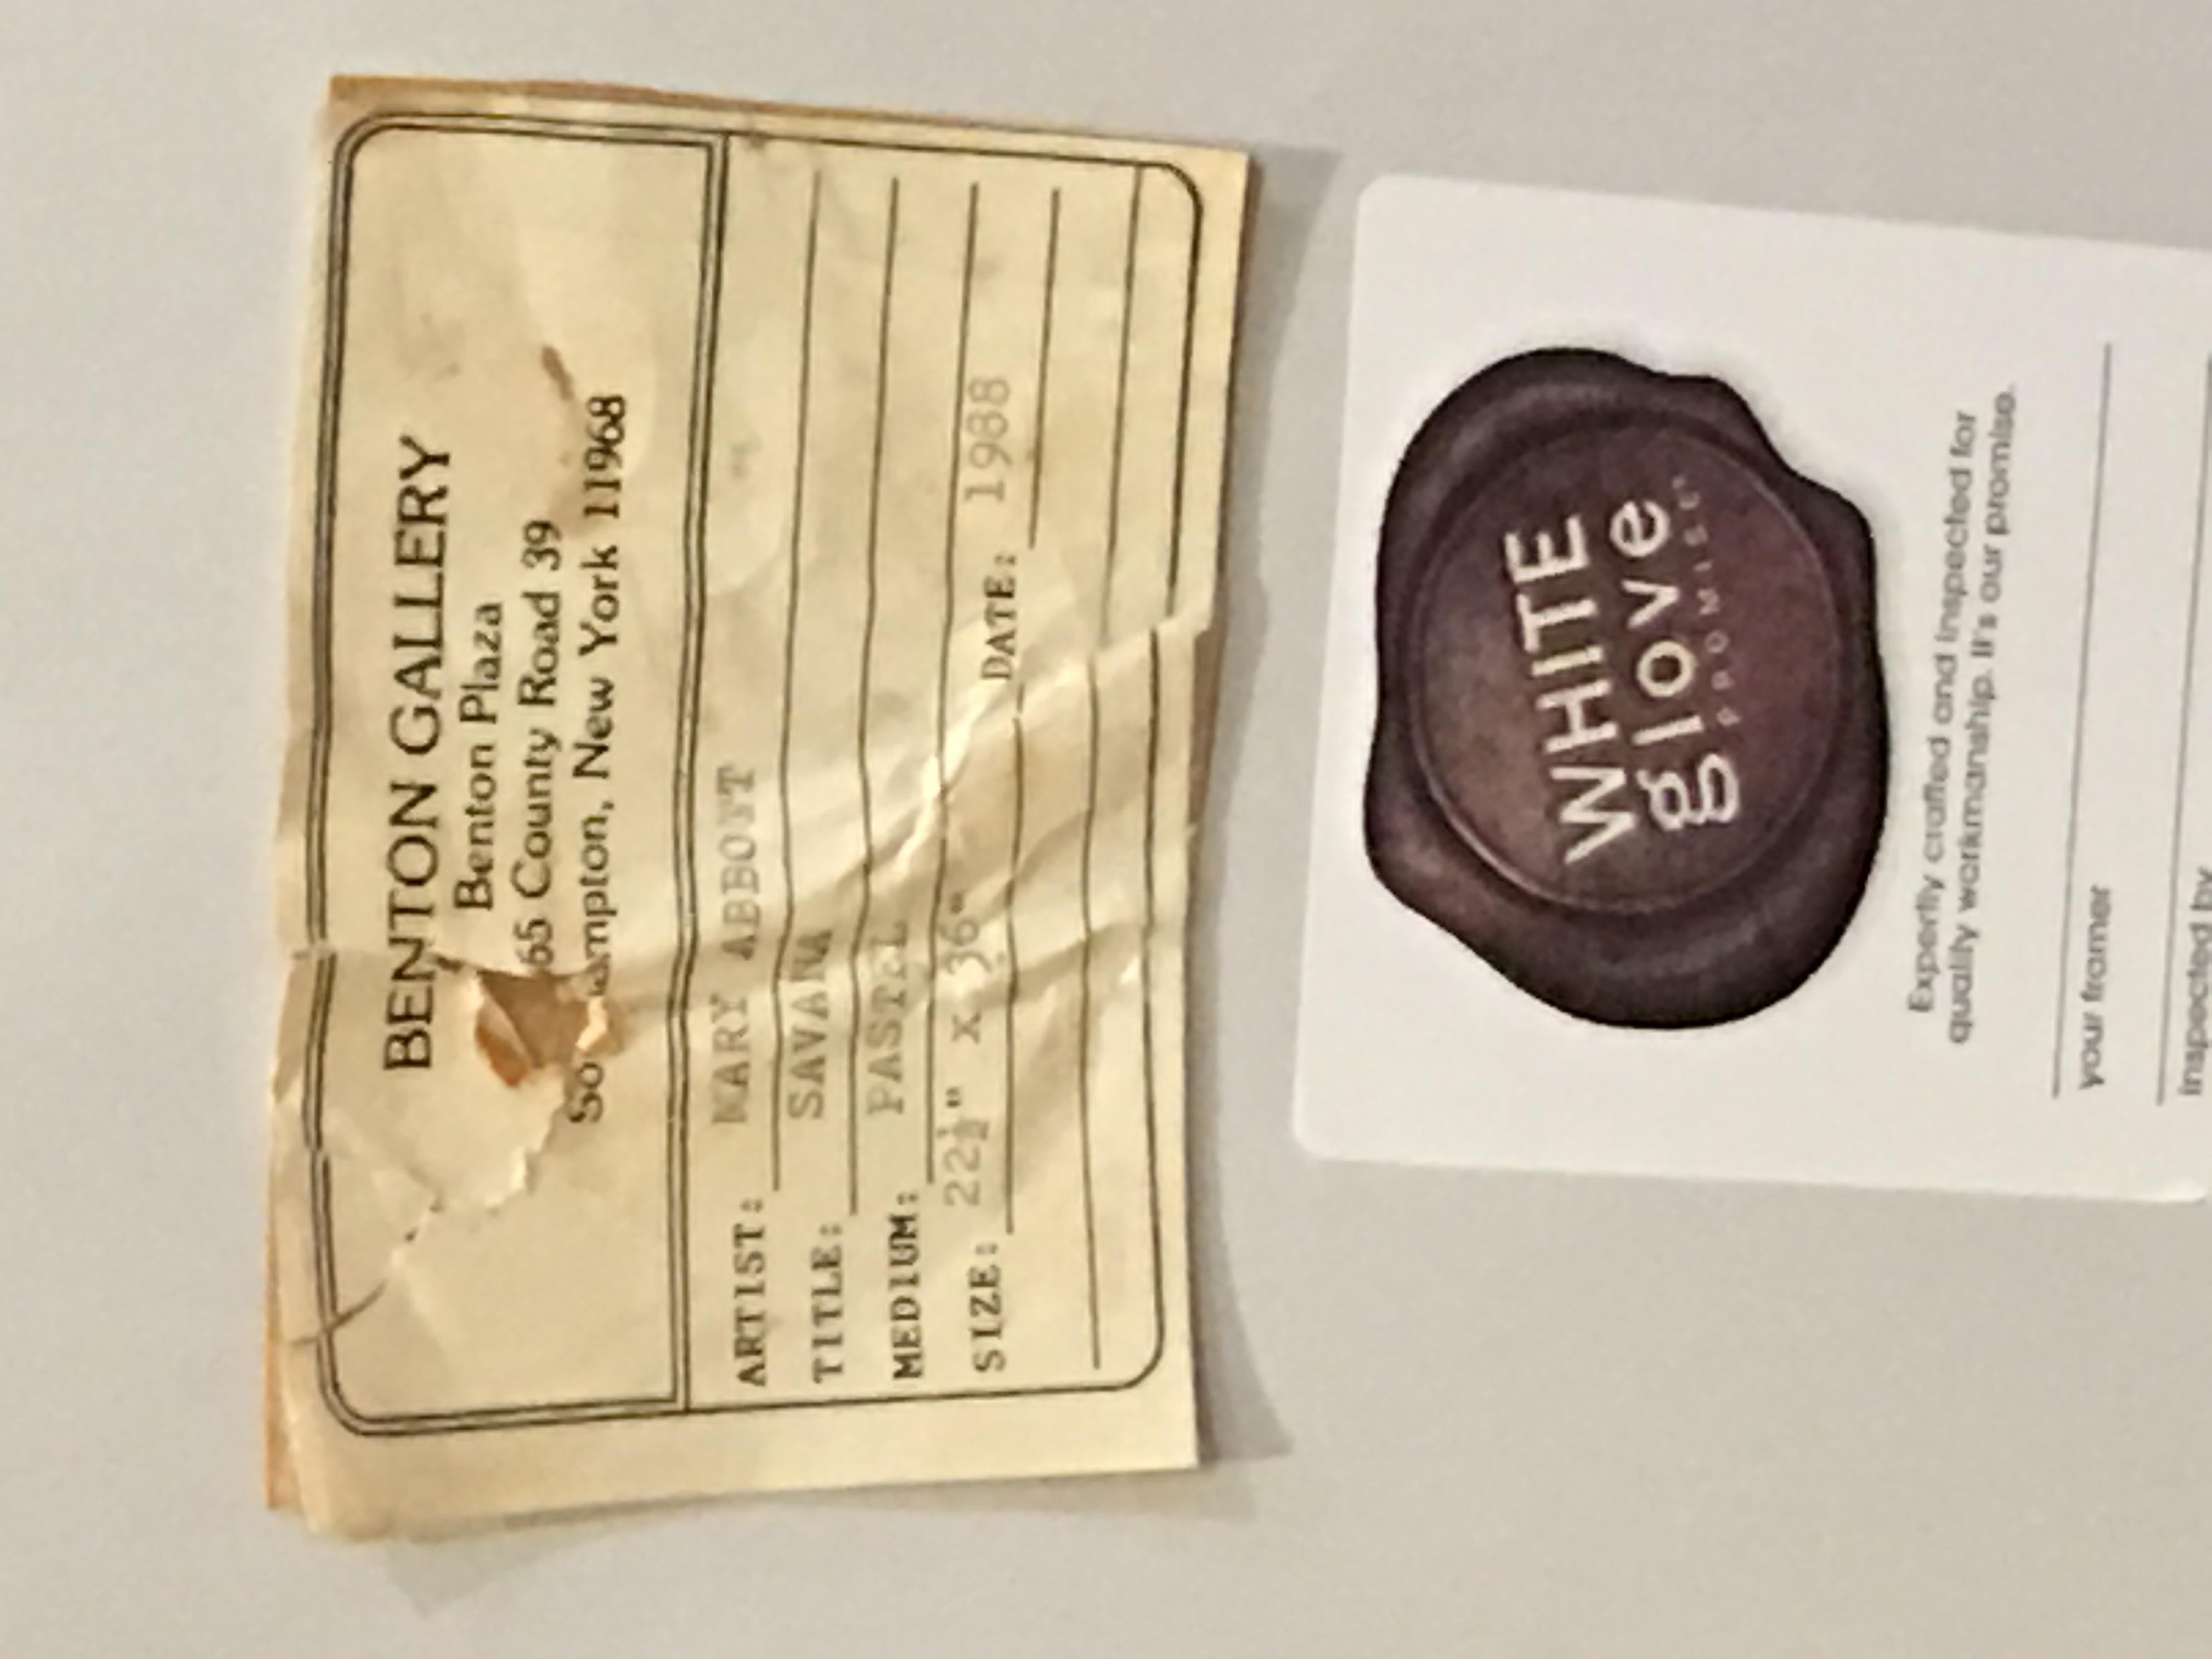 BENTON GALLERY
Benton Plaza
65 County Road 39
So ampton, New York 11968
ARTIST: MARY ABBOTT
TITLE: SAVANA
MEDIUM: PASTEL
SIZE: 22½" x 36" DATE: 1988
WHITE
glove
PROMISE
Expertly crafted and inspected for
quality workmanship. It's our promise.
your framer
inspected by